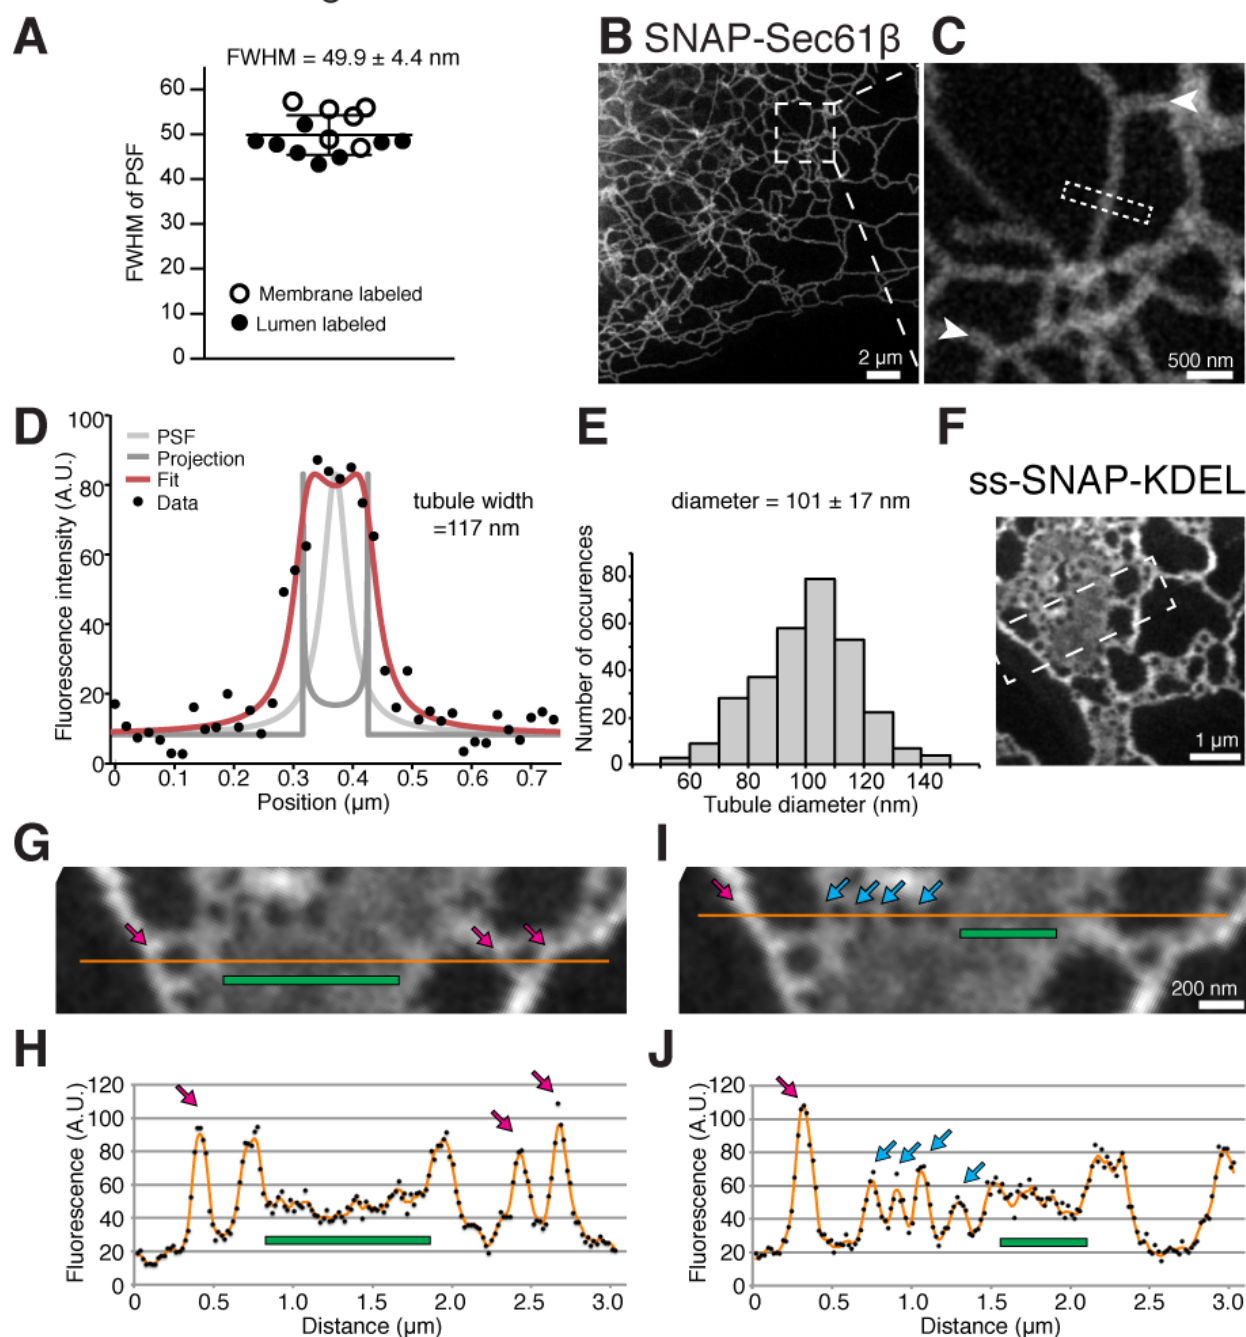 A
FWHM = 49.9 ± 4.4 nm
FWHM of PSF
60
50
40
30
20
10
0
Membrane labeled
Lumen labeled
B SNAP-Sec61β
2 µm
C
500 nm
D
Fluorescence intensity (A.U.)
100
80
60
40
20
0
PSF
Projection
Fit
Data
tubule width
=117 nm
0 0.1 0.2 0.3 0.4 0.5 0.6 0.7
Position (µm)
E
diameter = 101 ± 17 nm
Number of occurences
80
60
40
20
0
60 80 100 120 140
Tubule diameter (nm)
F
ss-SNAP-KDEL
1 µm
G
I
200 nm
H
Fluorescence (A.U.)
120
100
80
60
40
20
0
0 0.5 1.0 1.5 2.0 2.5 3.0
Distance (µm)
J
Fluorescence (A.U.)
120
100
80
60
40
20
0
0 0.5 1.0 1.5 2.0 2.5 3.0
Distance (µm)